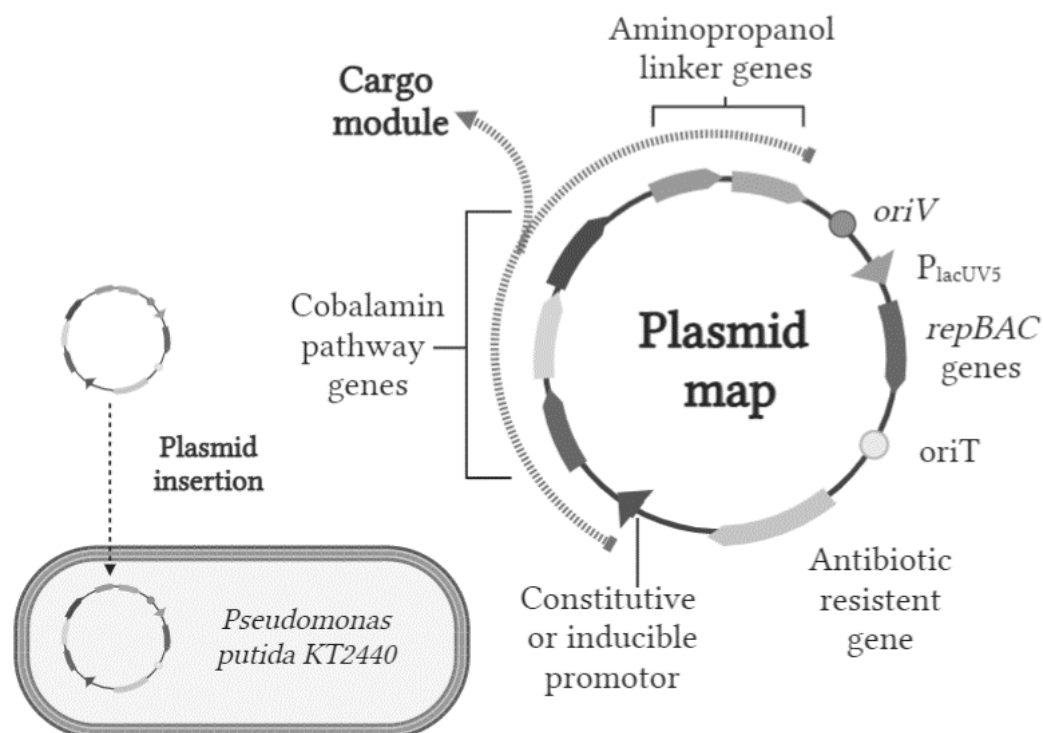 Aminopropanol
linker genes
Cargo
module
oriV
PlacUV5
Cobalamin
pathway
genes
Plasmid
map
repBAC
genes
oriT
Plasmid
insertion
Antibiotic
resistent
gene
Constitutive
or inducible
promotor
Pseudomonas
putida KT2440